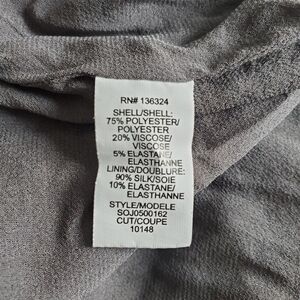 RN# 136324
SHELL/SHELL:
75% POLYESTER/
POLYESTER
20% VISCOSE/
VISCOSE
5% ELASTANE/
ELASTHANNE
LINING/DOUBLURE:
90% SILK/SOIE
10% ELASTANE/
ELASTHANNE
STYLE/MODELE
SOJ0500162
CUT/COUPE
10148